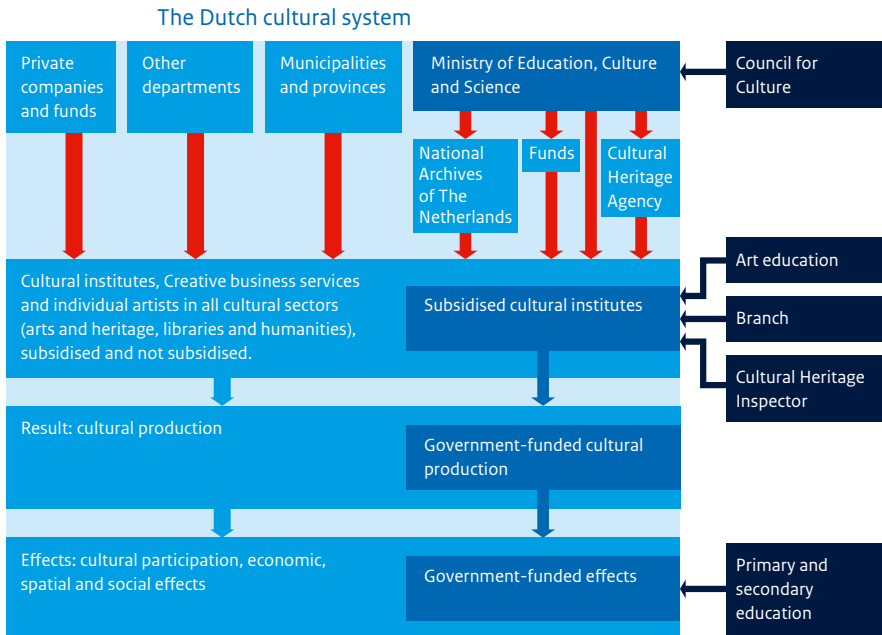 The Dutch cultural system
Private
companies
and funds
Other
departments
Municipalities
and provinces
Ministry of Education, Culture
and Science
Council for
Culture
National
Archives
of The
Netherlands
Funds
Cultural
Heritage
Agency
Cultural institutes, Creative business services
and individual artists in all cultural sectors
(arts and heritage, libraries and humanities),
subsidised and not subsidised.
Subsidised cultural institutes
Art education
Branch
Cultural Heritage
Inspector
Result: cultural production
Government-funded cultural
production
Effects: cultural participation, economic,
spatial and social effects
Government-funded effects
Primary and
secondary
education